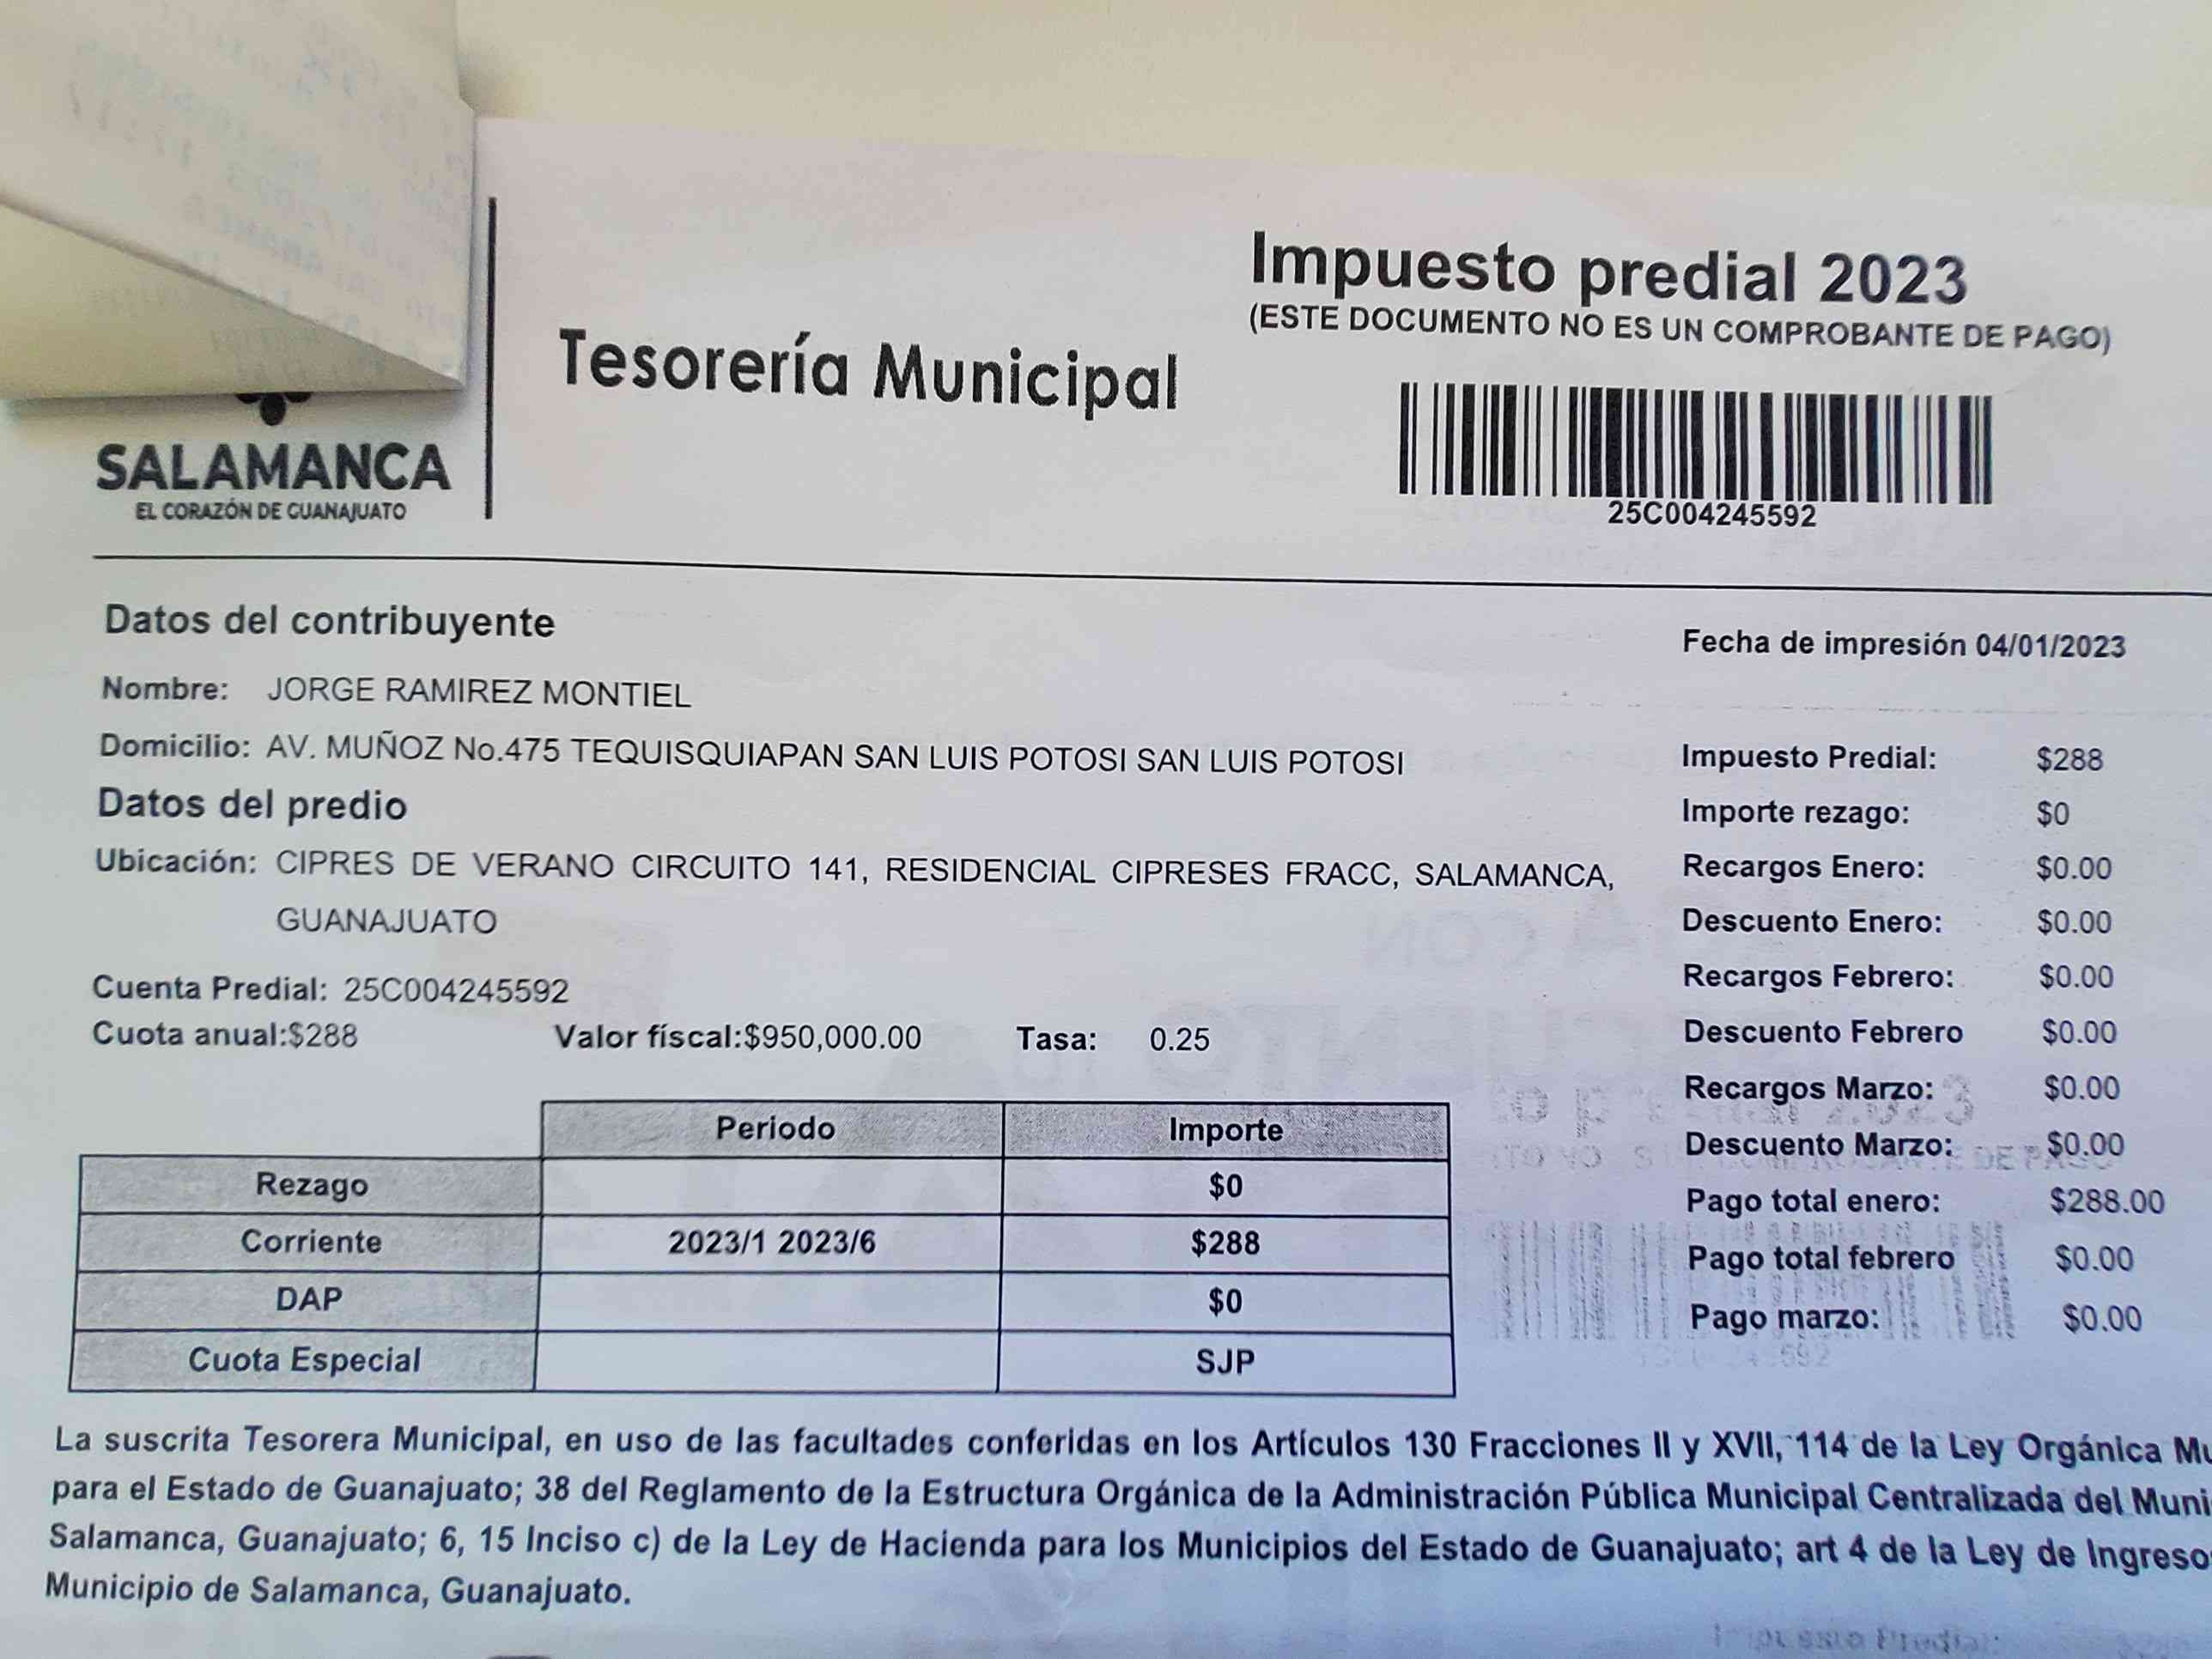 Impuesto predial 2023
(ESTE DOCUMENTO NO ES UN COMPROBANTE DE PAGO)
Tesorería Municipal
25C004245592
SALAMANCA
EL CORAZÓN DE GUANAJUATO
Datos del contribuyente
Fecha de impresión 04/01/2023
Nombre: JORGE RAMIREZ MONTIEL
Domicilio: AV. MUÑOZ No.475 TEQUISQUIAPAN SAN LUIS POTOSI SAN LUIS POTOSI
Datos del predio
Ubicación: CIPRES DE VERANO CIRCUITO 141, RESIDENCIAL CIPRESES FRACC, SALAMANCA,
GUANAJUATO
Cuenta Predial: 25C004245592
Cuota anual:$288 Valor físcal:$950,000.00 Tasa: 0.25
Impuesto Predial: $288
Importe rezago: $0
Recargos Enero: $0.00
Descuento Enero: $0.00
Recargos Febrero: $0.00
Descuento Febrero $0.00
Recargos Marzo: $0.00
Descuento Marzo: $0.00
Pago total enero: $288.00
Pago total febrero $0.00
Pago marzo: $0.00
Periodo Importe
Rezago $0
Corriente 2023/1 2023/6 $288
DAP $0
Cuota Especial SJP
La suscrita Tesorera Municipal, en uso de las facultades conferidas en los Artículos 130 Fracciones II y XVII, 114 de la Ley Orgánica Mu
para el Estado de Guanajuato; 38 del Reglamento de la Estructura Orgánica de la Administración Pública Municipal Centralizada del Muni
Salamanca, Guanajuato; 6, 15 Inciso c) de la Ley de Hacienda para los Municipios del Estado de Guanajuato; art 4 de la Ley de Ingreso
Municipio de Salamanca, Guanajuato.